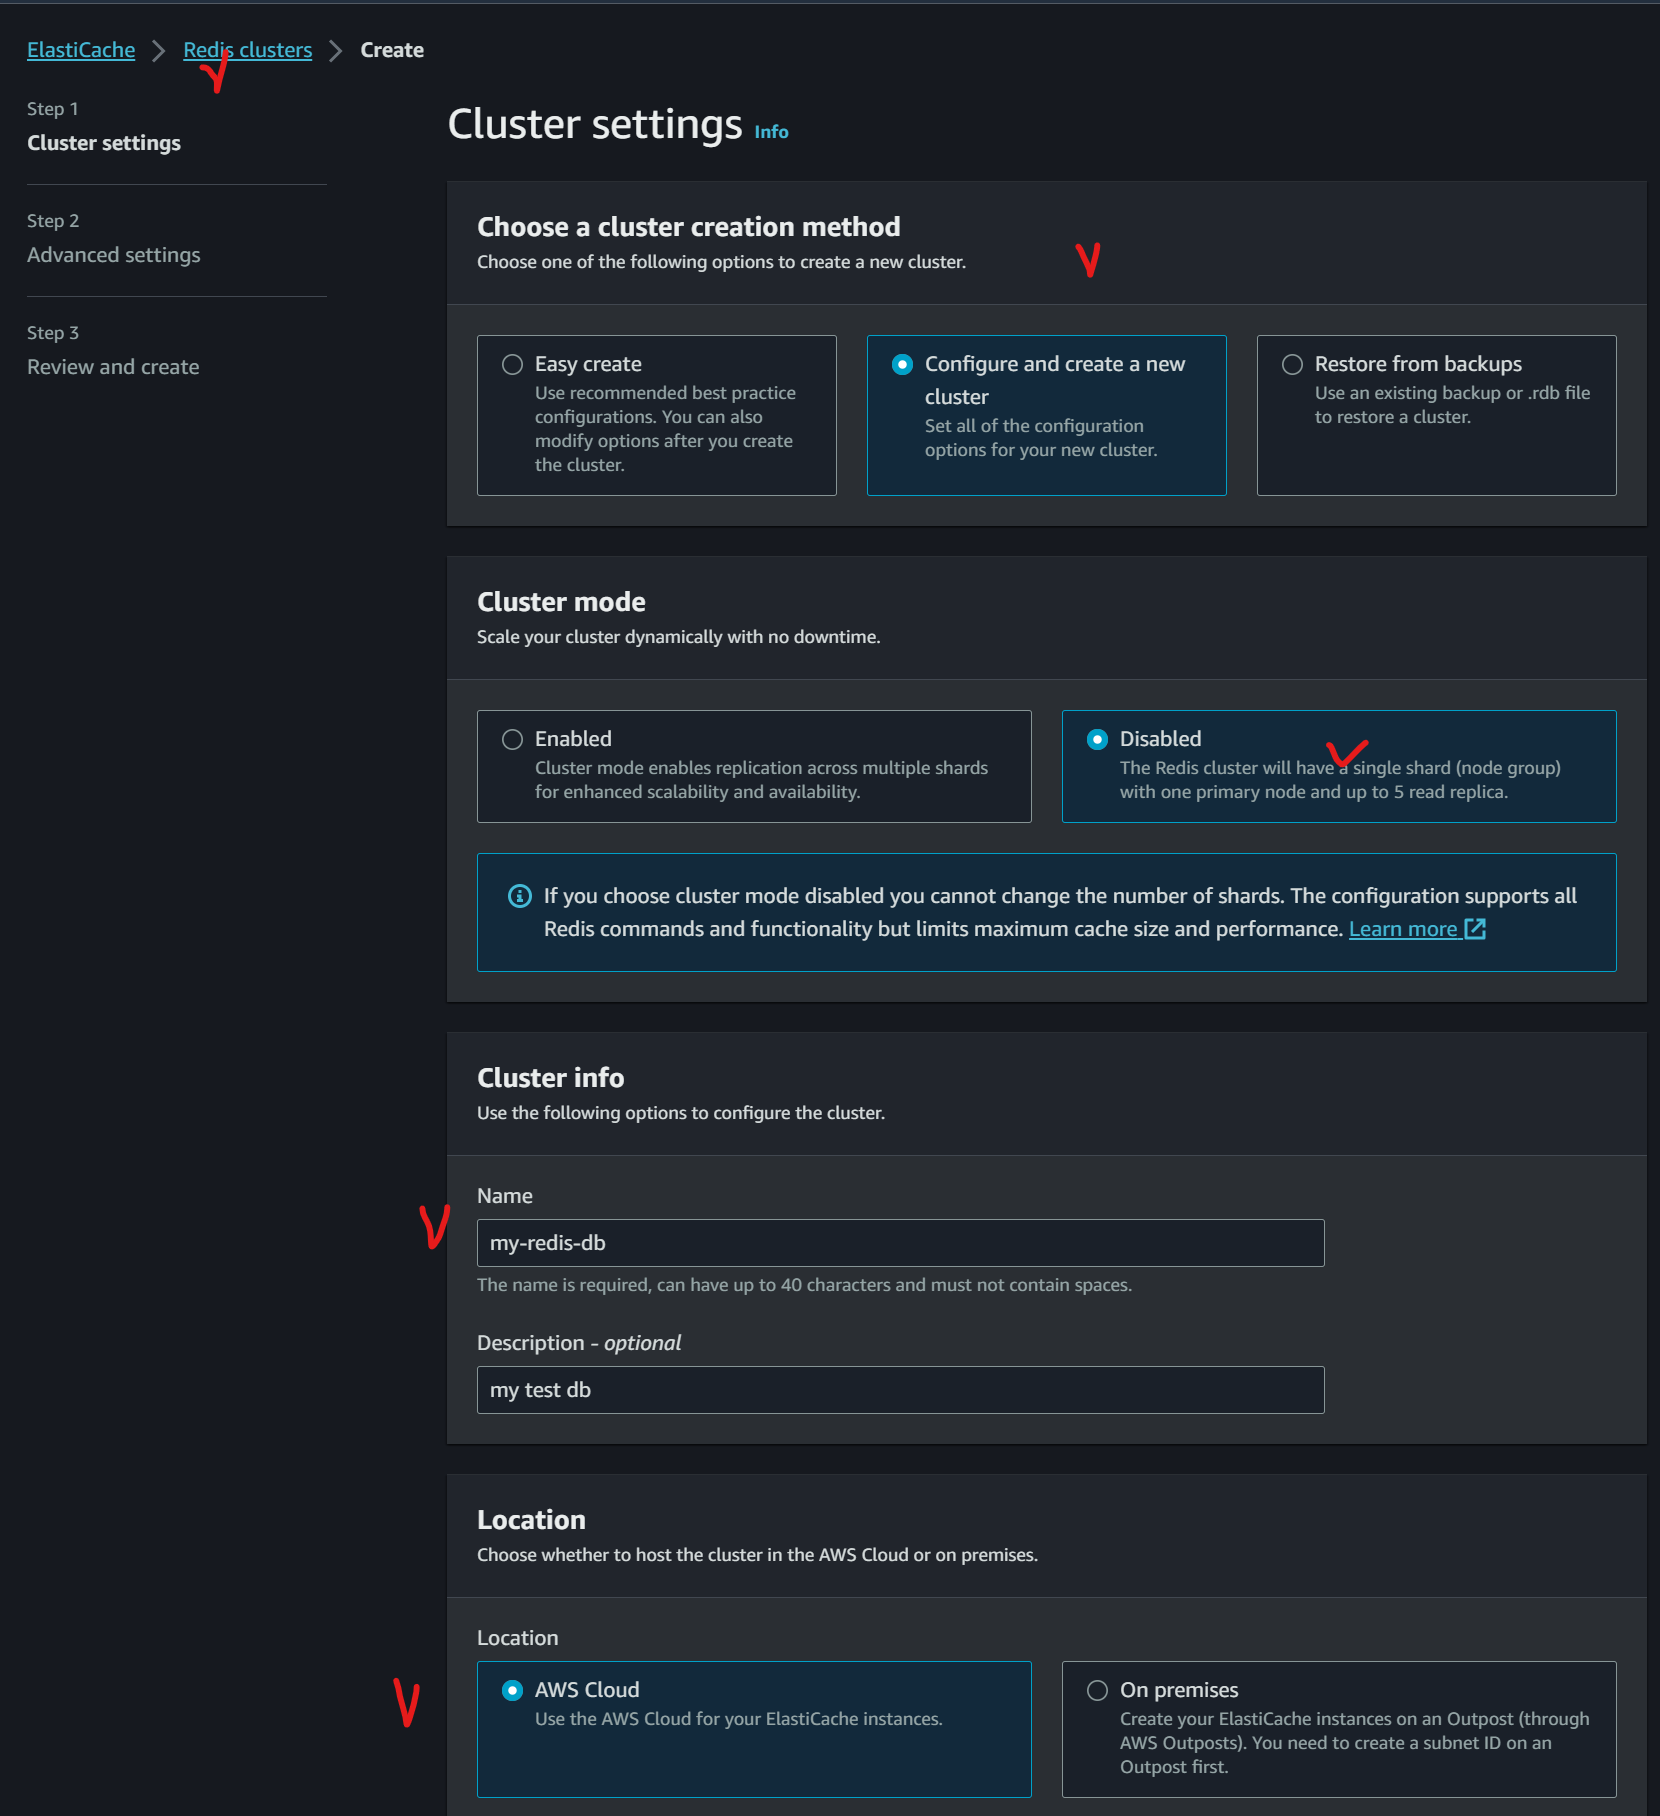 ElastiCache > Redis clusters > Create
Step 1
Cluster settings
Step 2
Advanced settings
Step 3
Review and create
Cluster settings Info
Choose a cluster creation method
Choose one of the following options to create a new cluster.
Easy create
Use recommended best practice
configurations. You can also
modify options after you create
the cluster.
Configure and create a new
cluster
Set all of the configuration
options for your new cluster.
Restore from backups
Use an existing backup or .rdb file
to restore a cluster.
Cluster mode
Scale your cluster dynamically with no downtime.
Enabled
Cluster mode enables replication across multiple shards
for enhanced scalability and availability.
Disabled
The Redis cluster will have a single shard (node group)
with one primary node and up to 5 read replica.
If you choose cluster mode disabled you cannot change the number of shards. The configuration supports all
Redis commands and functionality but limits maximum cache size and performance. Learn more
Cluster info
Use the following options to configure the cluster.
Name
my-redis-db
The name is required, can have up to 40 characters and must not contain spaces.
Description - optional
my test db
Location
Choose whether to host the cluster in the AWS Cloud or on premises.
Location
AWS Cloud
Use the AWS Cloud for your ElastiCache instances.
On premises
Create your ElastiCache instances on an Outpost (through
AWS Outposts). You need to create a subnet ID on an
Outpost first.